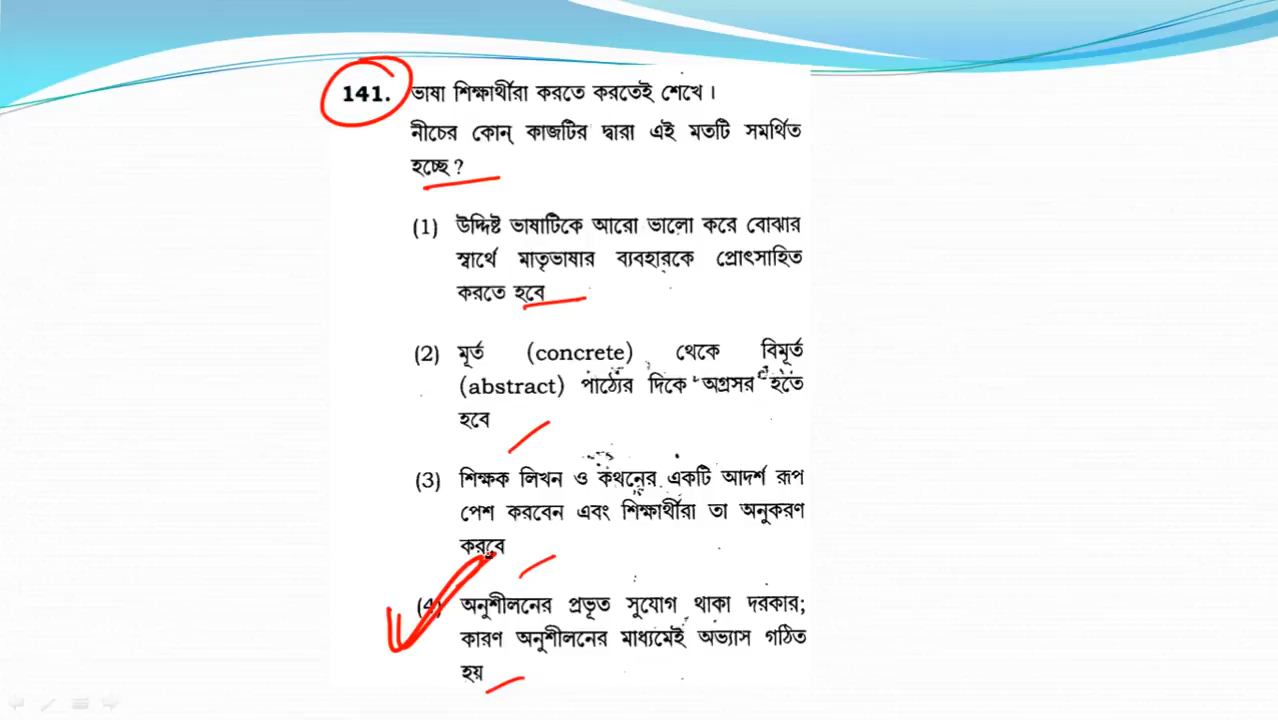 141. ভাষা শিক্ষার্থীরা করতে করতেই শেখে।
নীচের কোন্ কাজটির দ্বারা এই মতটি সমর্থিত
হচ্ছে?
(1) উদ্দিষ্ট ভাষাটিকে আরো ভালো করে বোঝার
স্বার্থে মাতৃভাষার ব্যবহারকে প্রোৎসাহিত
করতে হবে
(2) মূর্ত (concrete) থেকে বিমূর্ত
(abstract) পাঠ্যের দিকে অগ্রসর হতে
হবে
(3) শিক্ষক লিখন ও কথনের একটি আদর্শ রূপ
পেশ করবেন এবং শিক্ষার্থীরা তা অনুকরণ
করবে
(4) অনুশীলনের প্রভূত সুযোগ থাকা দরকার;
কারণ অনুশীলনের মাধ্যমেই অভ্যাস গঠিত
হয়